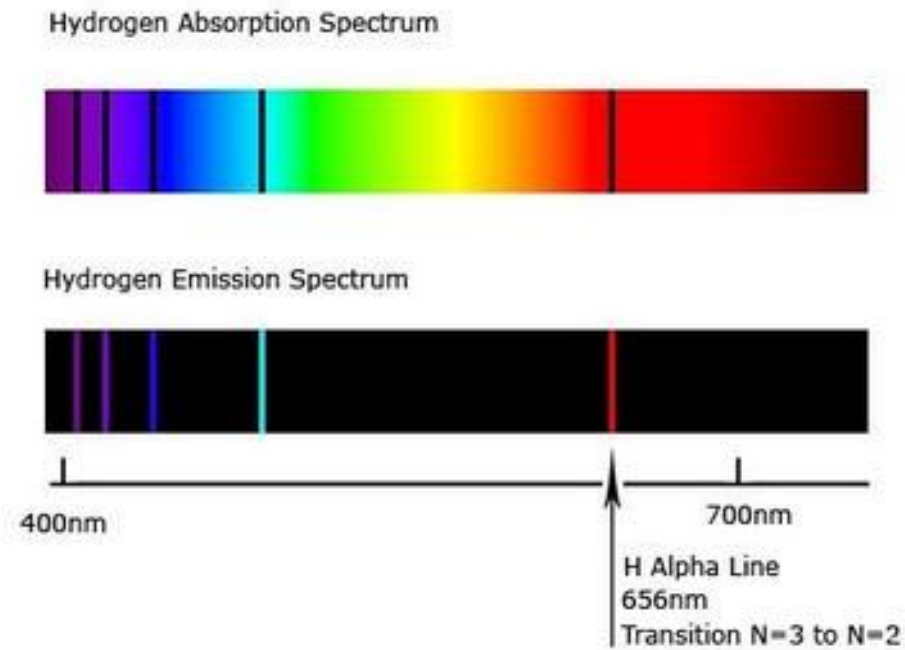 Hydrogen Absorption Spectrum
Hydrogen Emission Spectrum
400nm
700nm
H Alpha Line
656nm
Transition N=3 to N=2